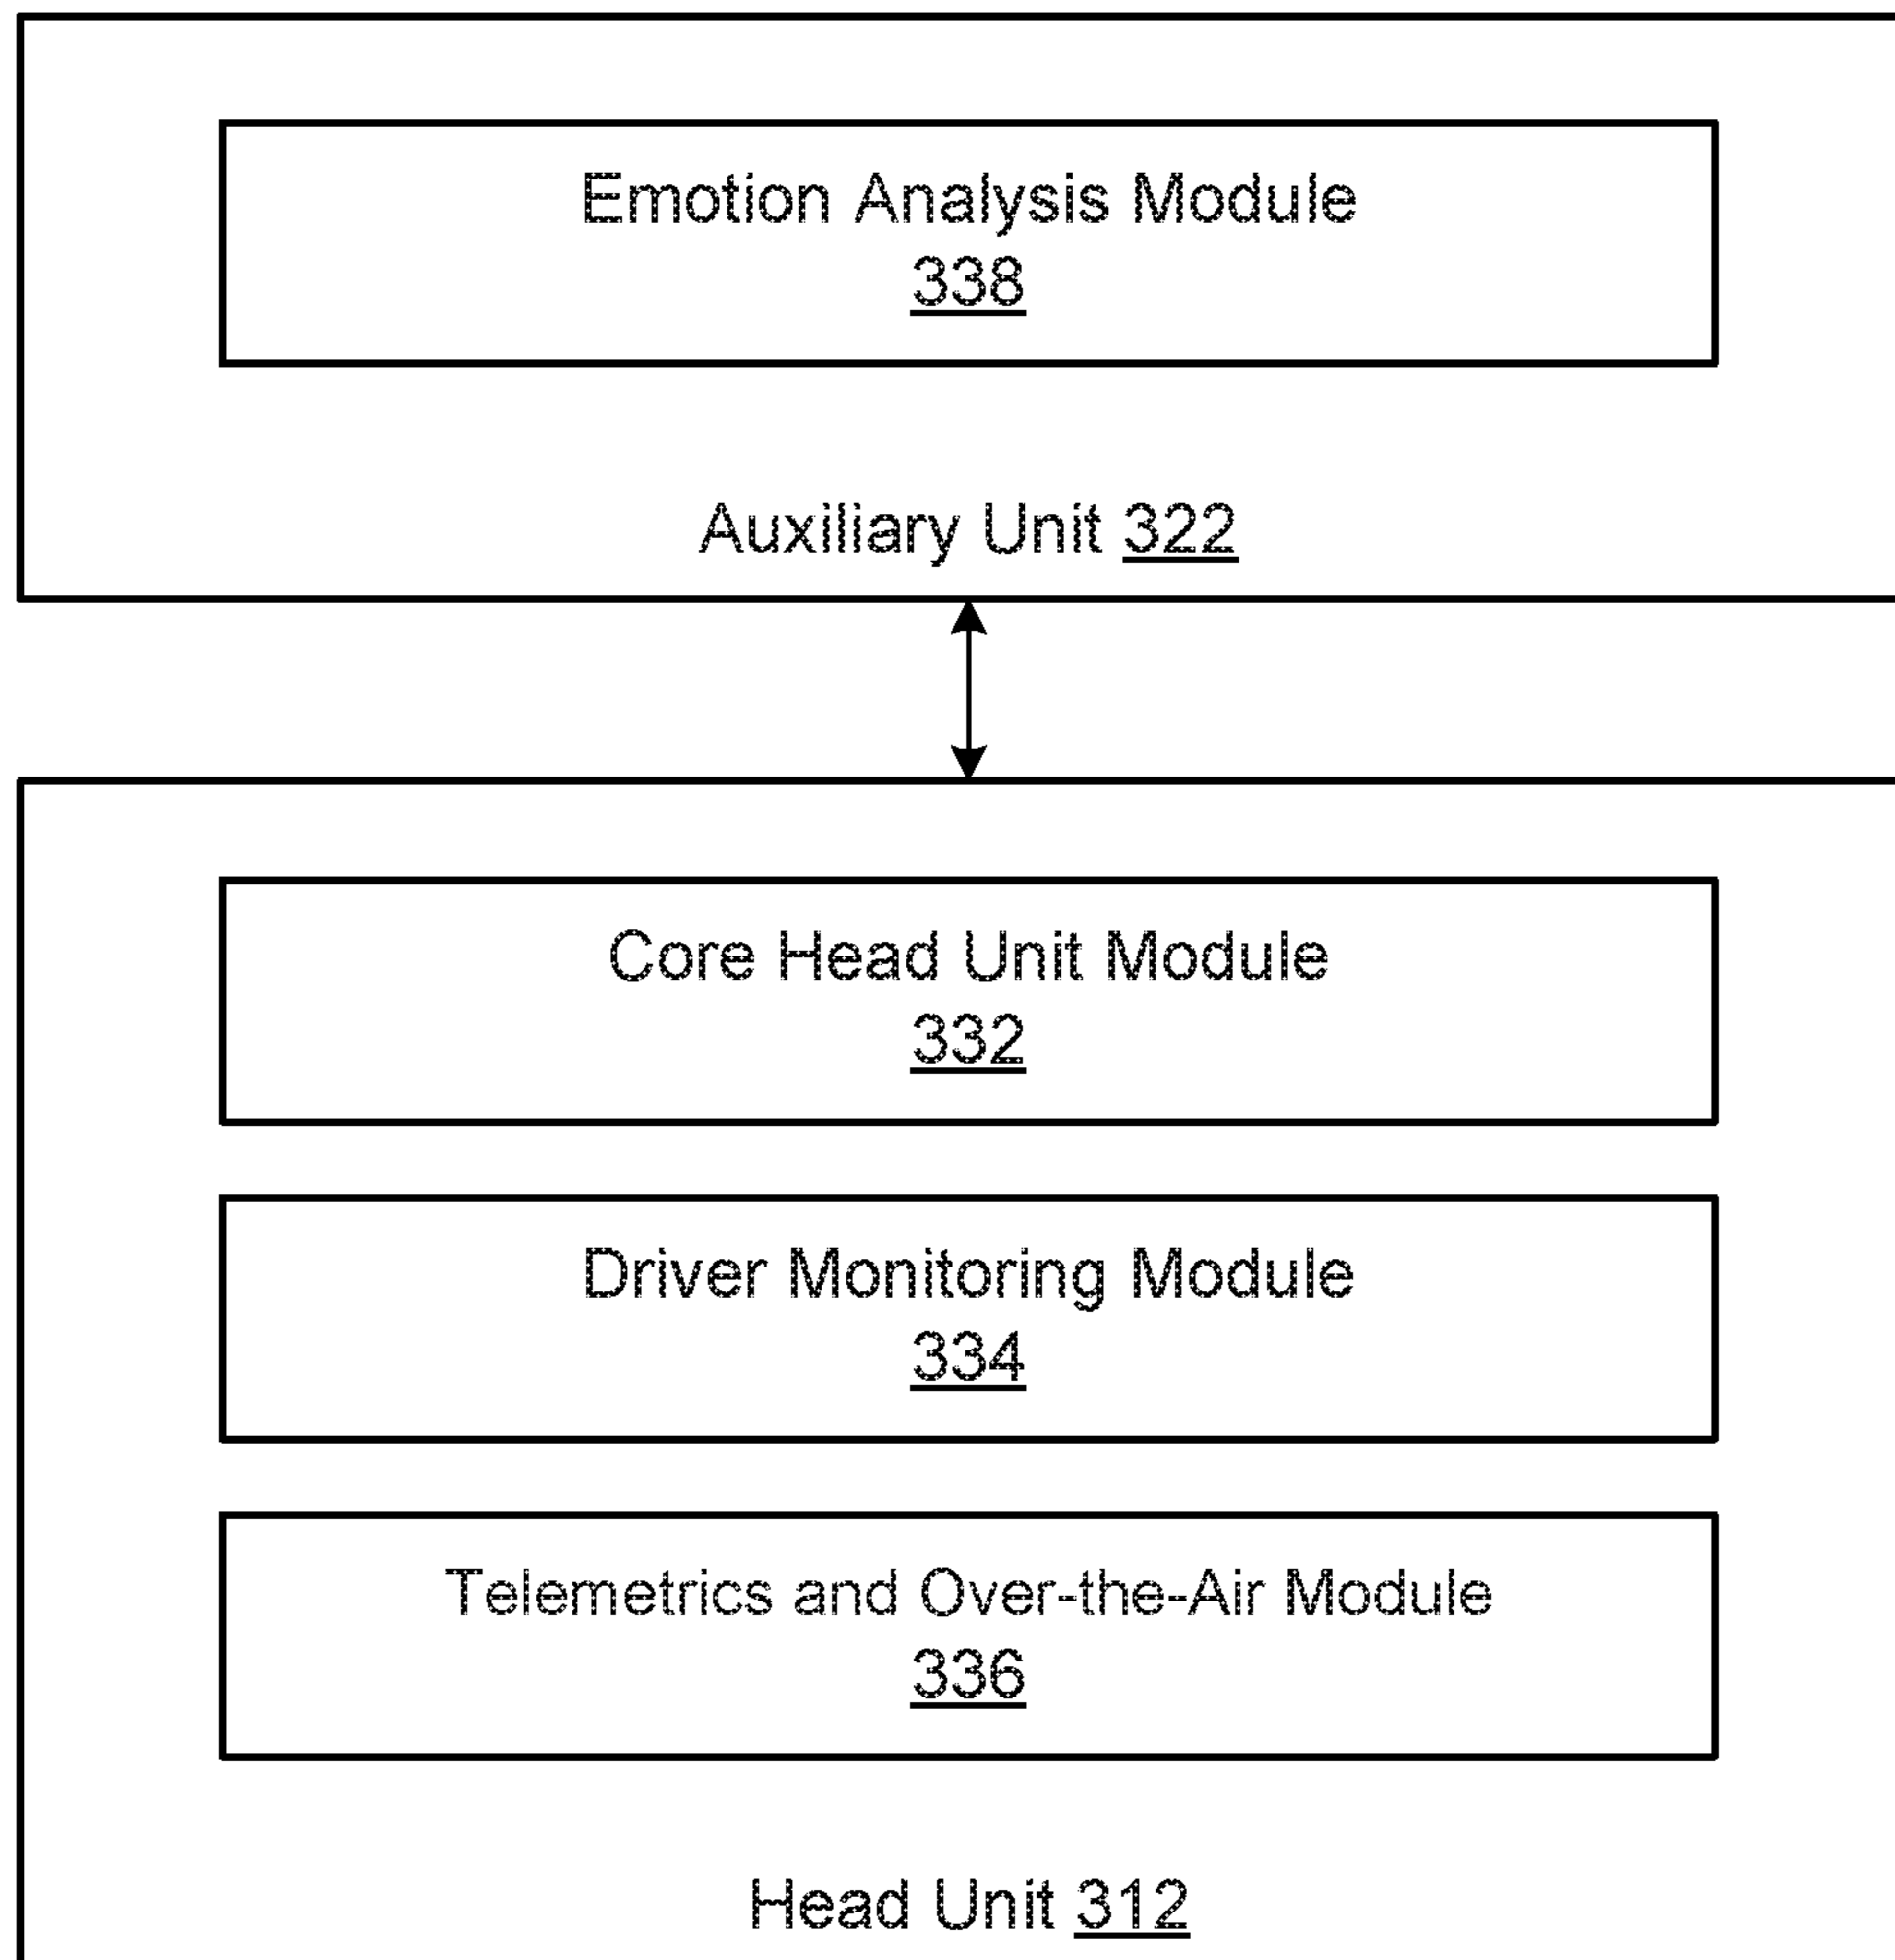 Emotion Analysis Module
338
Auxiliary Unit 322
Core Head Unit Module
332
Driver Monitoring Module
334
Telemetrics and Over-the-Air Module
336
Head Unit 312